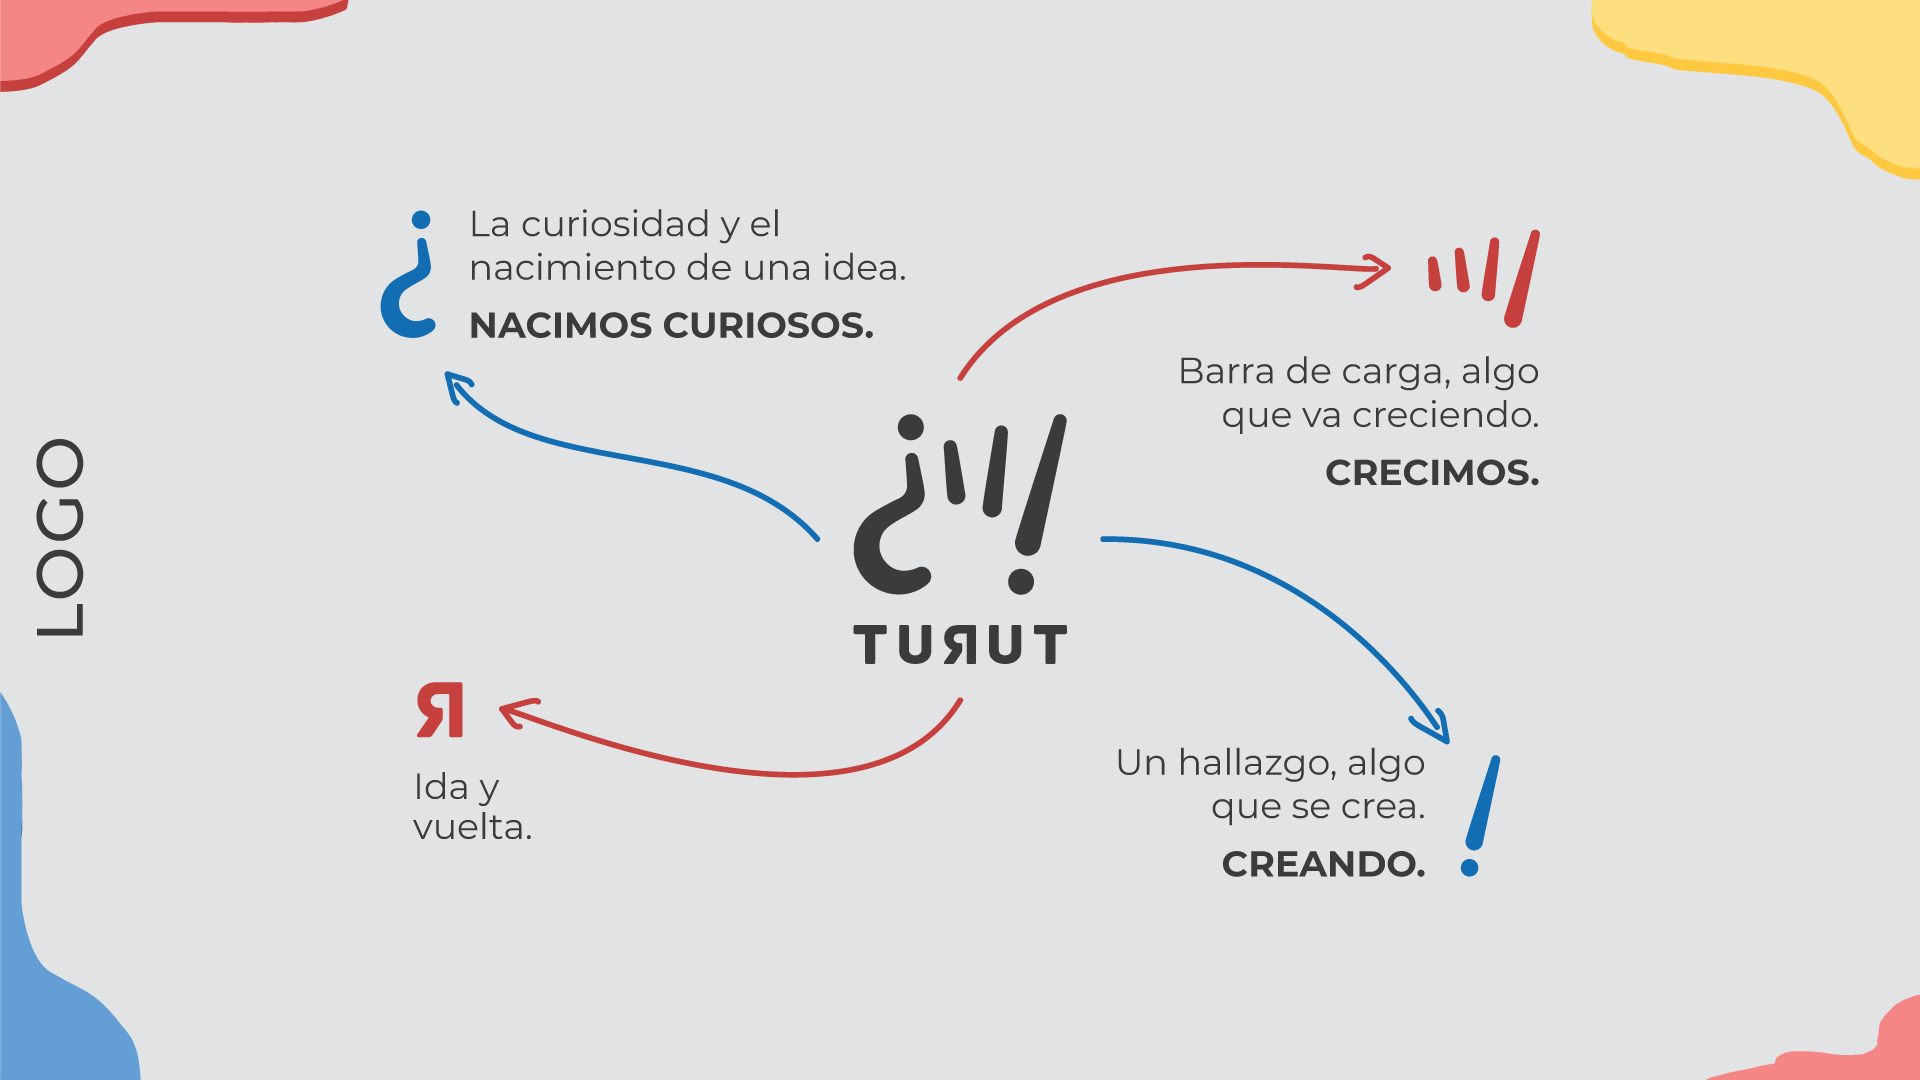 LOGO
¿
La curiosidad y el
nacimiento de una idea.
NACIMOS CURIOSOS.
Barra de carga, algo
que va creciendo.
CRECIMOS.
¿!
TUЯUT
Я
Ida y
vuelta.
Un hallazgo, algo
que se crea.
CREANDO.
!